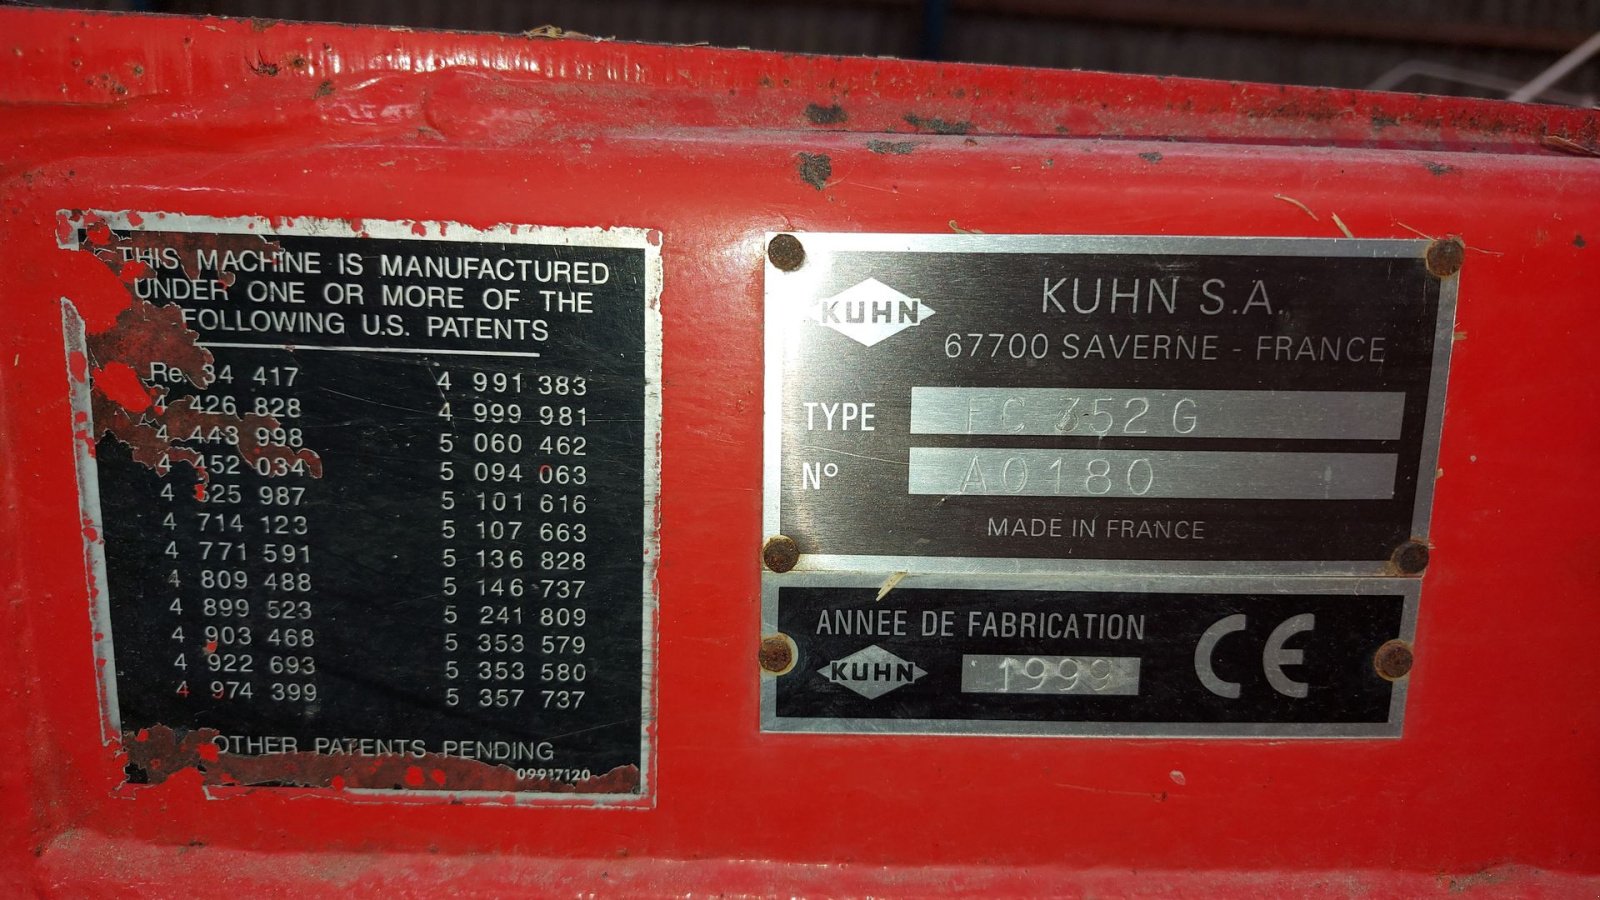 THIS MACHINE IS MANUFACTURED
UNDER ONE OR MORE OF THE
FOLLOWING U.S. PATENTS
Re. 34 417
4 426 828
4 443 998
4 452 034
4 525 987
4 714 123
4 771 591
4 809 488
4 899 523
4 903 468
4 922 693
4 974 399
4 991 383
4 999 981
5 060 462
5 094 063
5 101 616
5 107 663
5 136 828
5 146 737
5 241 809
5 353 579
5 353 580
5 357 737
OTHER PATENTS PENDING
09917120
KUHN
KUHN S.A.
67700 SAVERNE - FRANCE
TYPE FC 352 G
N° A0180
MADE IN FRANCE
ANNEE DE FABRICATION
KUHN 1999 CE